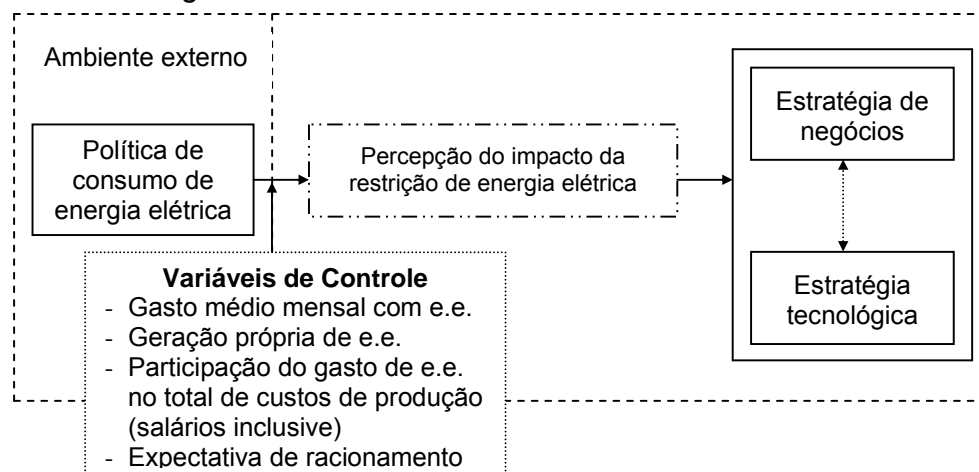 Ambiente externo
Política de
consumo de
energia elétrica
Percepção do impacto da
restrição de energia elétrica
Estratégia de
negócios
Estratégia
tecnológica
Variáveis de Controle
- Gasto médio mensal com e.e.
- Geração própria de e.e.
- Participação do gasto de e.e.
no total de custos de produção
(salários inclusive)
- Expectativa de racionamento